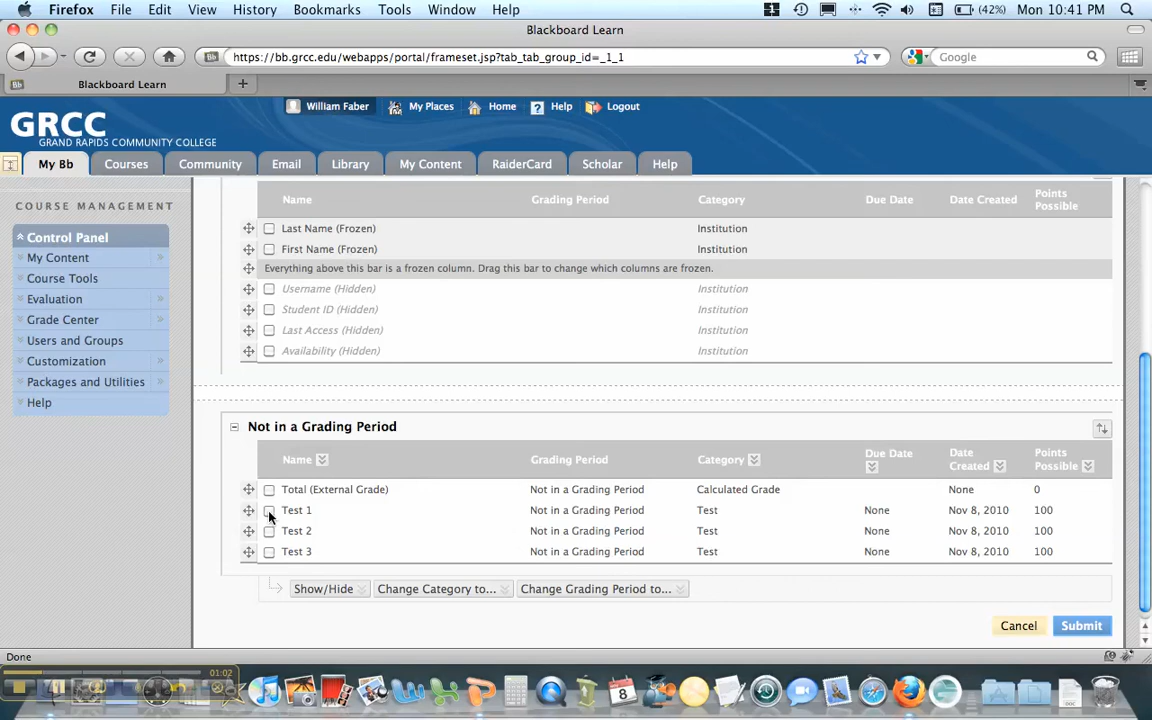 Firefox File Edit View History Bookmarks Tools Window Help (42%) Mon 10:41 PM
Blackboard Learn
https://bb.grcc.edu/webapps/portal/frameset.jsp?tab_tab_group_id=_1_1 Google
Bb Blackboard Learn
William Faber My Places Home Help Logout
GRCC
GRAND RAPIDS COMMUNITY COLLEGE
My Bb Courses Community Email Library My Content RaiderCard Scholar Help
COURSE MANAGEMENT
Control Panel
My Content
Course Tools
Evaluation
Grade Center
Users and Groups
Customization
Packages and Utilities
Help
Name Grading Period Category Due Date Date Created Points Possible
Last Name (Frozen) Institution
First Name (Frozen) Institution
Everything above this bar is a frozen column. Drag this bar to change which columns are frozen.
Username (Hidden) Institution
Student ID (Hidden) Institution
Last Access (Hidden) Institution
Availability (Hidden) Institution
Not in a Grading Period
Name Grading Period Category Due Date Date Created Points Possible
Total (External Grade) Not in a Grading Period Calculated Grade None 0
Test 1 Not in a Grading Period Test None Nov 8, 2010 100
Test 2 Not in a Grading Period Test None Nov 8, 2010 100
Test 3 Not in a Grading Period Test None Nov 8, 2010 100
Show/Hide Change Category to... Change Grading Period to...
Cancel Submit
Done
01:02
8